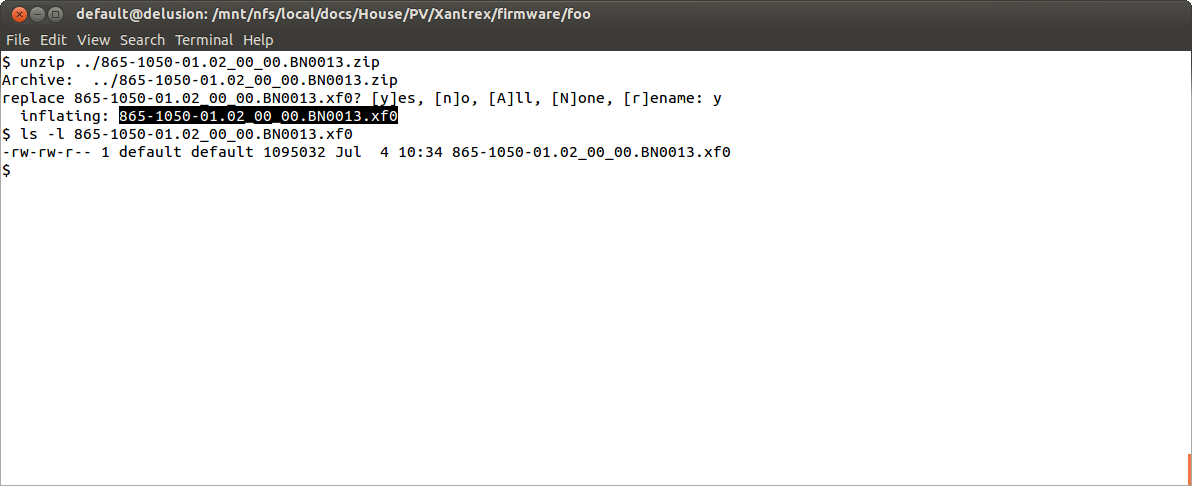 default@delusion: /mnt/nfs/local/docs/House/PV/Xantrex/firmware/foo
File Edit View Search Terminal Help
$ unzip ../865-1050-01.02_00_00.BN0013.zip
Archive:  ../865-1050-01.02_00_00.BN0013.zip
replace 865-1050-01.02_00_00.BN0013.xf0? [y]es, [n]o, [A]ll, [N]one, [r]ename: y
  inflating: 865-1050-01.02_00_00.BN0013.xf0
$ ls -l 865-1050-01.02_00_00.BN0013.xf0
-rw-rw-r-- 1 default default 1095032 Jul  4 10:34 865-1050-01.02_00_00.BN0013.xf0
$